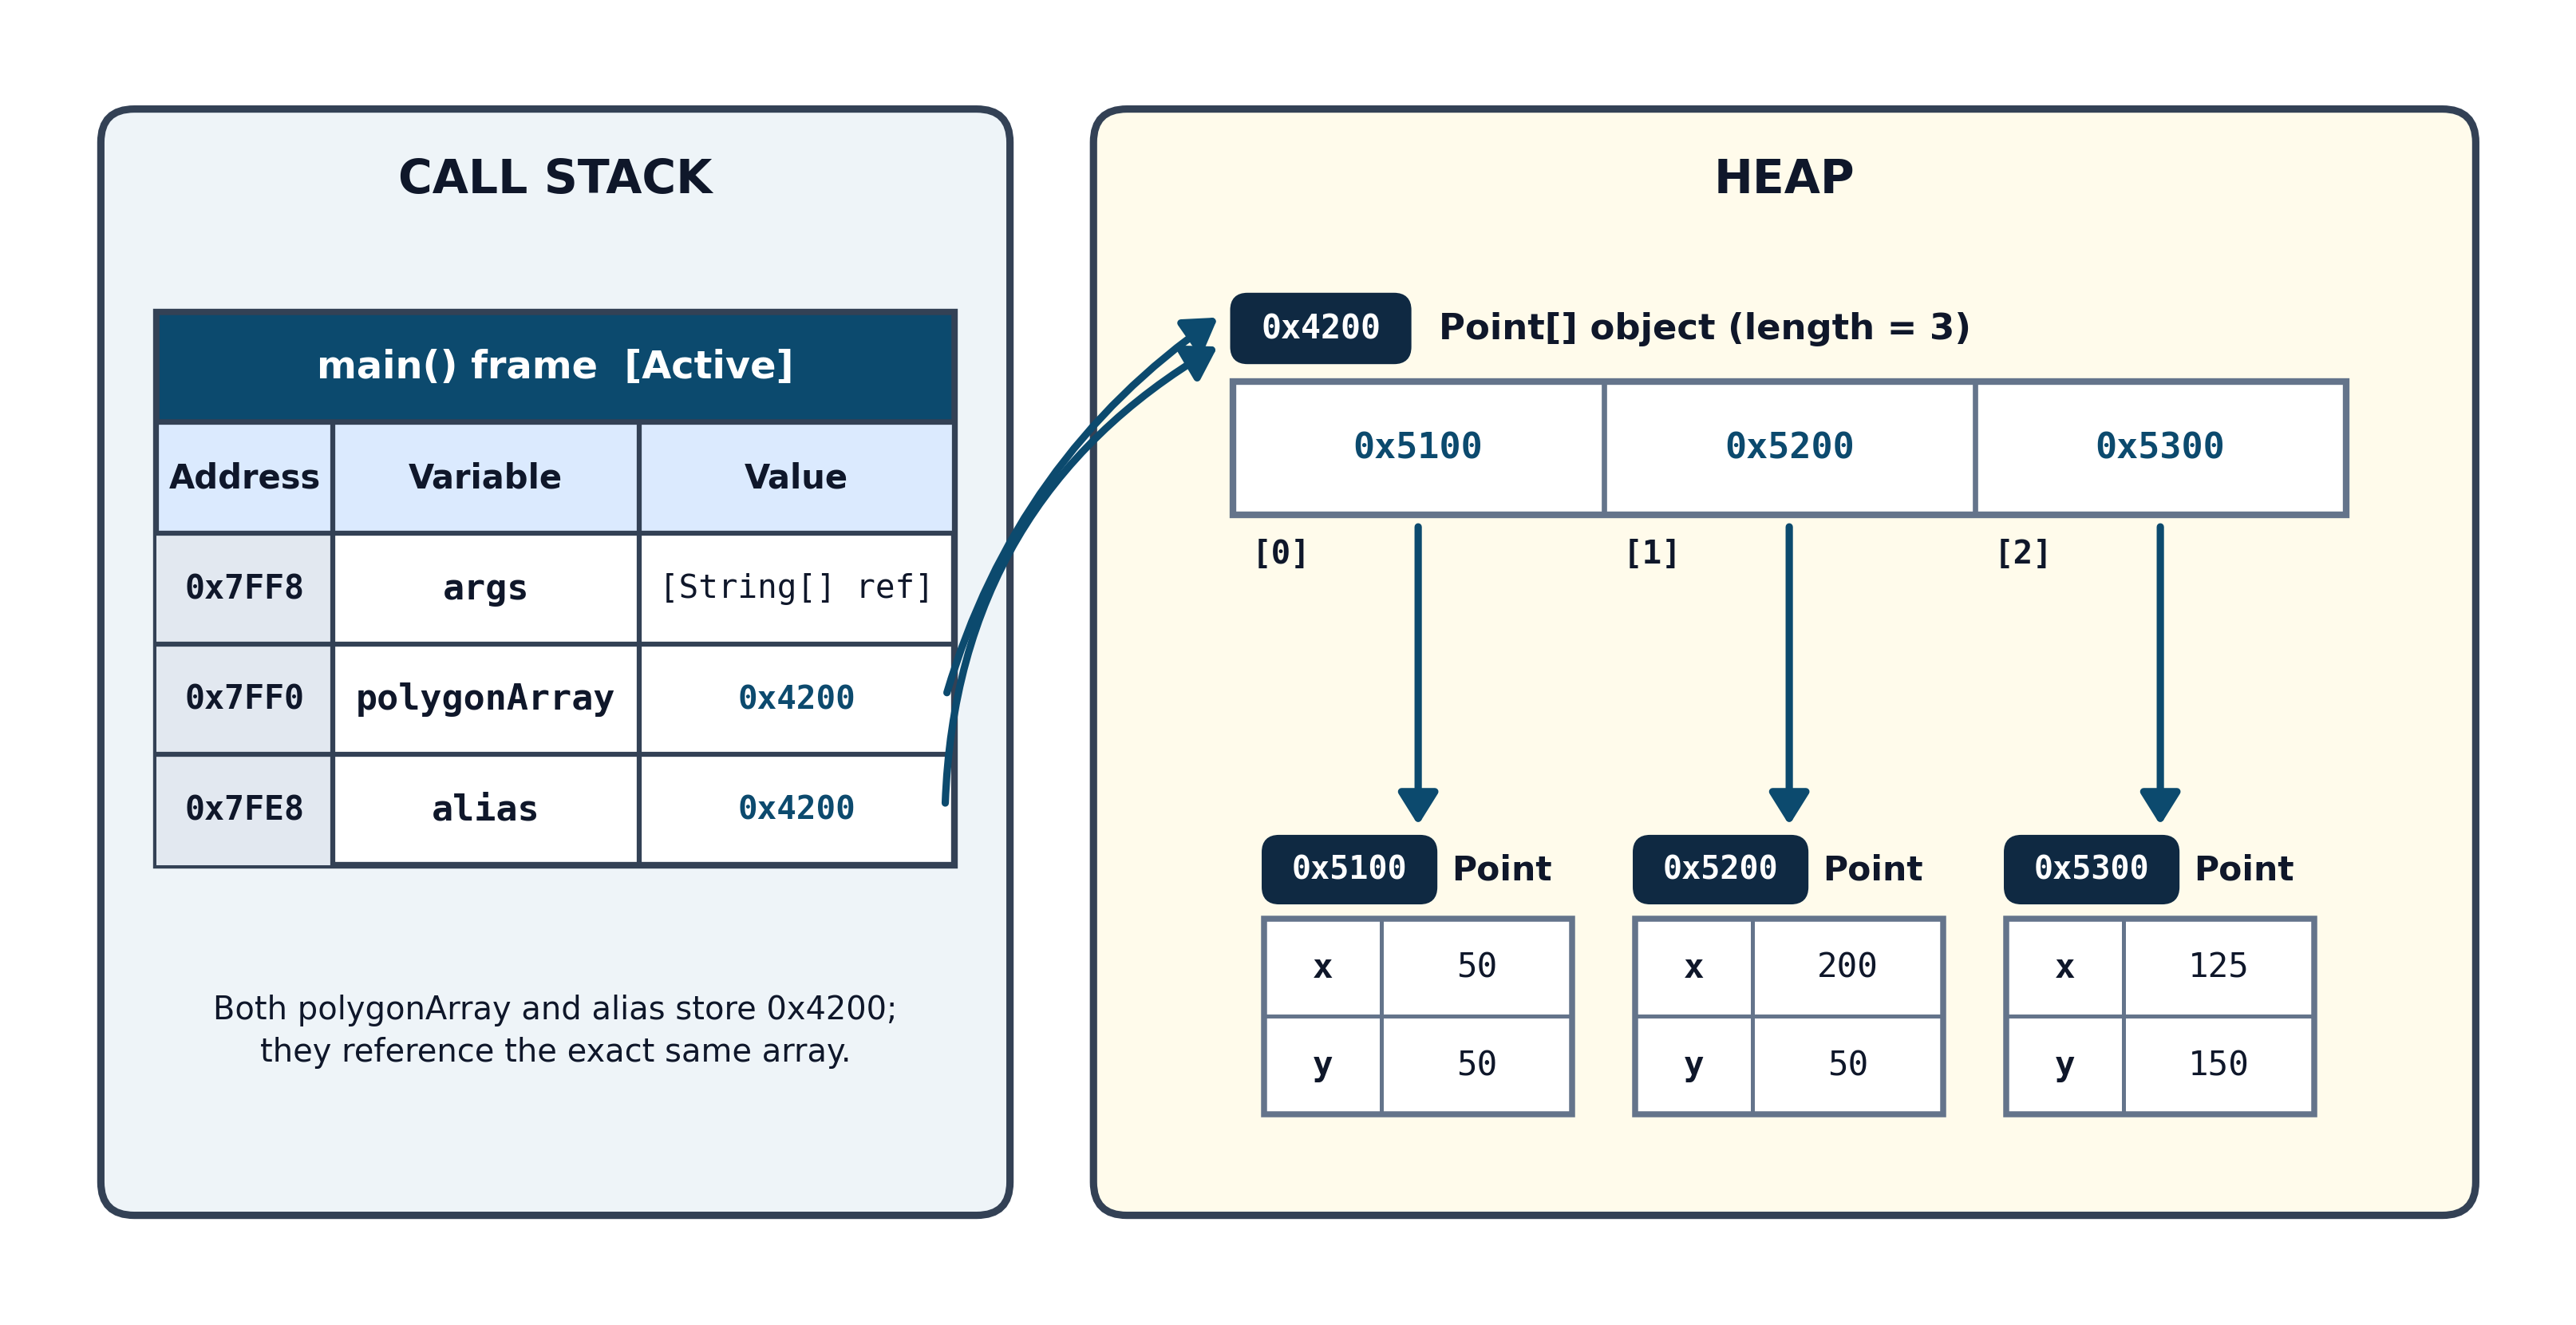 CALL STACK
main() frame  [Active]
Address Variable Value
0x7FF8 args [String[] ref]
0x7FF0 polygonArray 0x4200
0x7FE8 alias 0x4200
Both polygonArray and alias store 0x4200;
they reference the exact same array.
HEAP
0x4200 Point[] object (length = 3)
0x5100 0x5200 0x5300
[0] [1] [2]
0x5100 Point 0x5200 Point 0x5300 Point
x 50 x 200 x 125
y 50 y 50 y 150